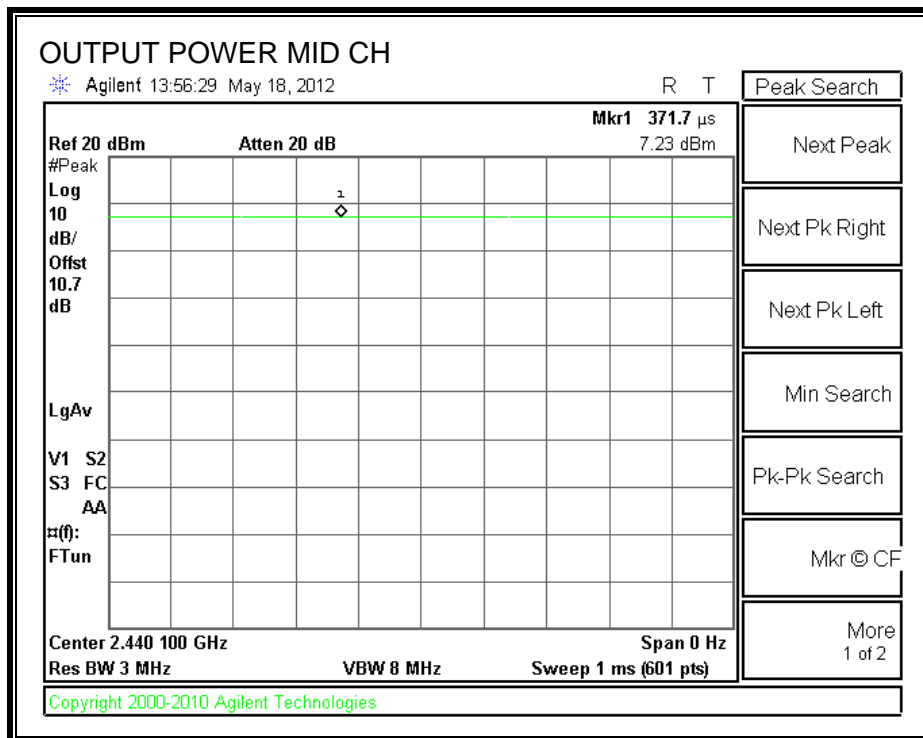 OUTPUT POWER MID CH
Agilent 13:56:29 May 18, 2012 R T
Mkr1 371.7 µs
Ref 20 dBm Atten 20 dB 7.23 dBm
#Peak
Log
10
dB/
Offst
10.7
dB
LgAv
V1 S2
S3 FC
AA
¤(f):
FTun
1
Center 2.440 100 GHz Span 0 Hz
Res BW 3 MHz VBW 8 MHz Sweep 1 ms (601 pts)
Copyright 2000-2010 Agilent Technologies
Peak Search
Next Peak
Next Pk Right
Next Pk Left
Min Search
Pk-Pk Search
Mkr © CF
More
1 of 2